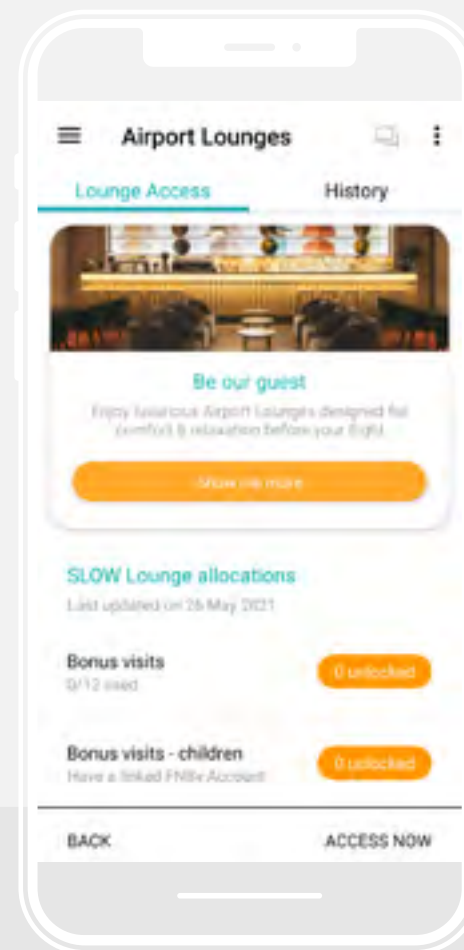 Airport Lounges
Lounge Access
History
Be our guest
Enjoy luxurious Airport Lounges designed for
comfort & relaxation before your flight
Show me more
SLOW Lounge allocations
Last updated on 26 May 2021
Bonus visits
0/12 used
0 unlocked
Bonus visits - children
Have a linked FNBy Account
0 unlocked
BACK
ACCESS NOW